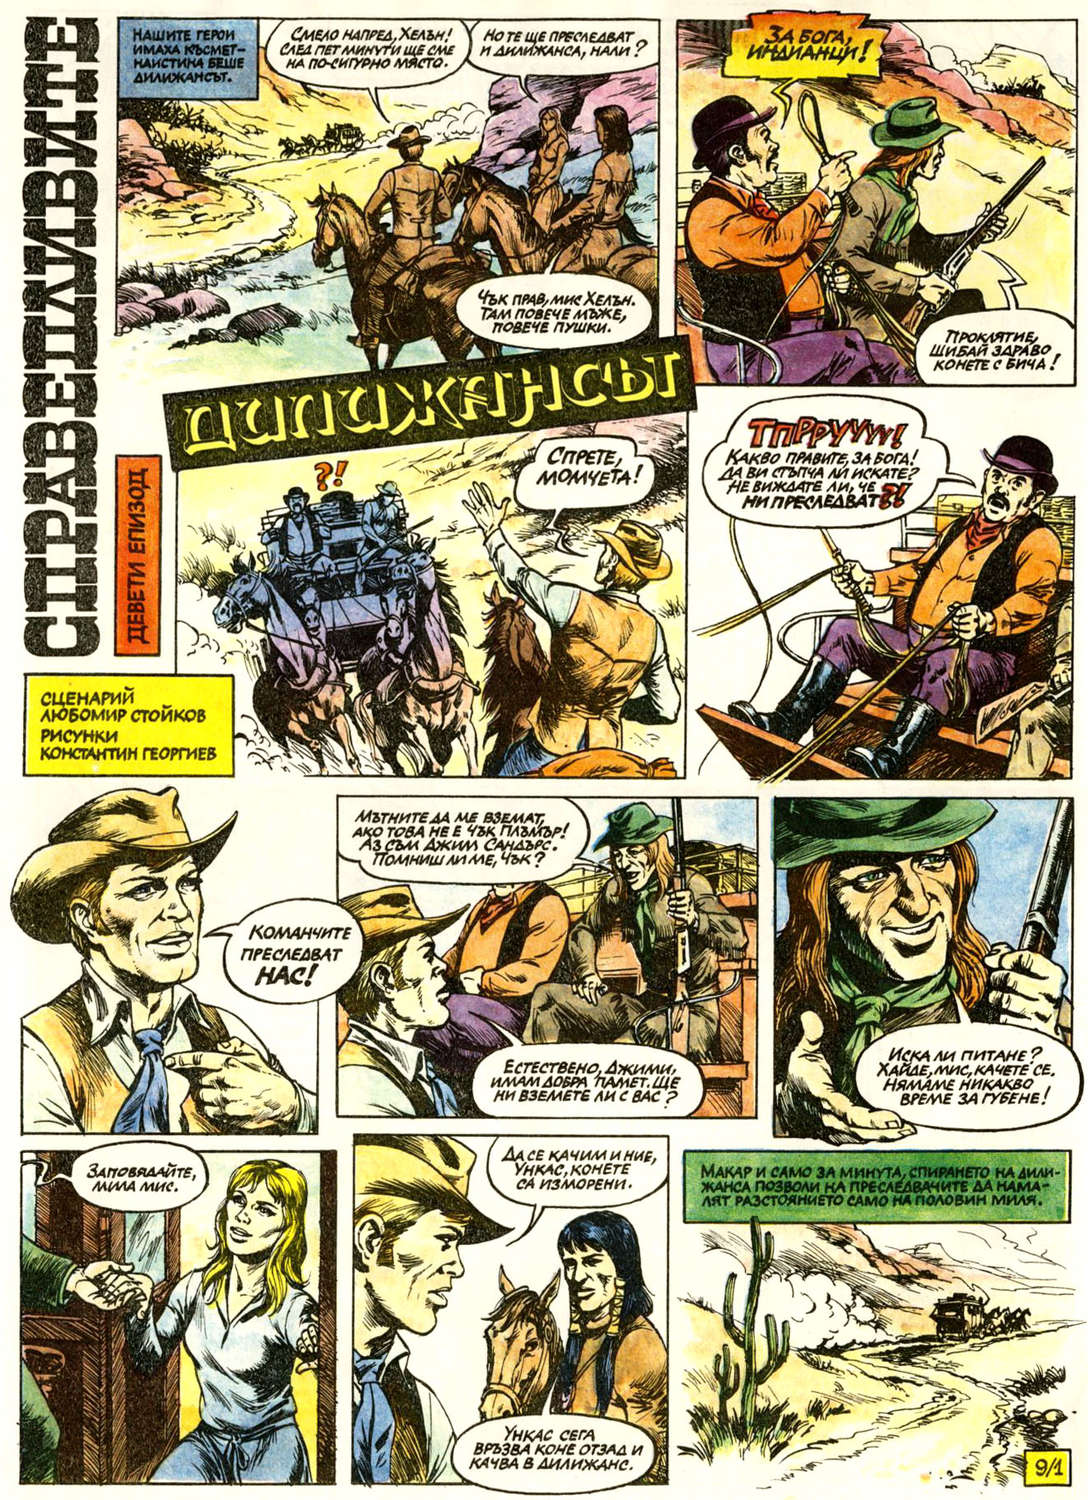 СПРАВЕДЛИВИТЕ
НАШИТЕ ГЕРОИ
ИМАХА КЪСМЕТ–
НАИСТИНА БЕШЕ
ДИЛИЖАНСЪТ.
СМЕЛО НАПРЕД, ХЕЛЪН!
СЛЕД ПЕТ МИНУТИ ЩЕ СМЕ
НА ПО-СИГУРНО МЯСТО.
НО ТЕ ЩЕ ПРЕСЛЕДВАТ
И ДИЛИЖАНСА, НАЛИ?
ЧЪК ПРАВ, МИС ХЕЛЪН.
ТАМ ПОВЕЧЕ МЪЖЕ,
ПОВЕЧЕ ПУШКИ.
ЗА БОГА,
ИНДИАНЦИ!
ПРОКЛЯТИЕ,
ШИБАЙ ЗДРАВО
КОНЕТЕ С БИЧА!
ДИЛИЖАНСЪТ
ДЕВЕТИ ЕПИЗОД
?!
СПРЕТЕ,
МОМЧЕТА!
ТПРРУУУУ!
КАКВО ПРАВИТЕ, ЗА БОГА!
ДА ВИ СТЪПЧА ЛИ ИСКАТЕ?
НЕ ВИЖДАТЕ ЛИ, ЧЕ
НИ ПРЕСЛЕДВАТ?!
СЦЕНАРИЙ
ЛЮБОМИР СТОЙКОВ
РИСУНКИ
КОНСТАНТИН ГЕОРГИЕВ
КОМАНЧИТЕ
ПРЕСЛЕДВАТ
НАС!
МЪТНИТЕ ДА МЕ ВЗЕМАТ,
АКО ТОВА НЕ Е ЧЪК ПЛЪМЪР!
АЗ СЪМ ДЖИМ САНДЪРС.
ПОМНИШ ЛИ МЕ, ЧЪК?
ЕСТЕСТВЕНО, ДЖИМИ,
ИМАМ ДОБРА ПАМЕТ. ЩЕ
НИ ВЗЕМЕТЕ ЛИ С ВАС?
ИСКА ЛИ ПИТАНЕ?
ХАЙДЕ, МИС, КАЧЕТЕ СЕ.
НЯМАМЕ НИКАКВО
ВРЕМЕ ЗА ГУБЕНЕ!
ЗАПОВЯДАЙТЕ,
МИЛА МИС.
ДА СЕ КАЧИМ И НИЕ,
УНКАС, КОНЕТЕ
СА ИЗМОРЕНИ.
УНКАС СЕГА
ВРЪЗВА КОНЕ ОТЗАД И
КАЧВА В ДИЛИЖАНС.
МАКАР И САМО ЗА МИНУТА, СПИРАНЕТО НА ДИЛИ-
ЖАНСА ПОЗВОЛИ НА ПРЕСЛЕДВАЧИТЕ ДА НАМА-
ЛЯТ РАЗСТОЯНИЕТО САМО НА ПОЛОВИН МИЛЯ.
9/1